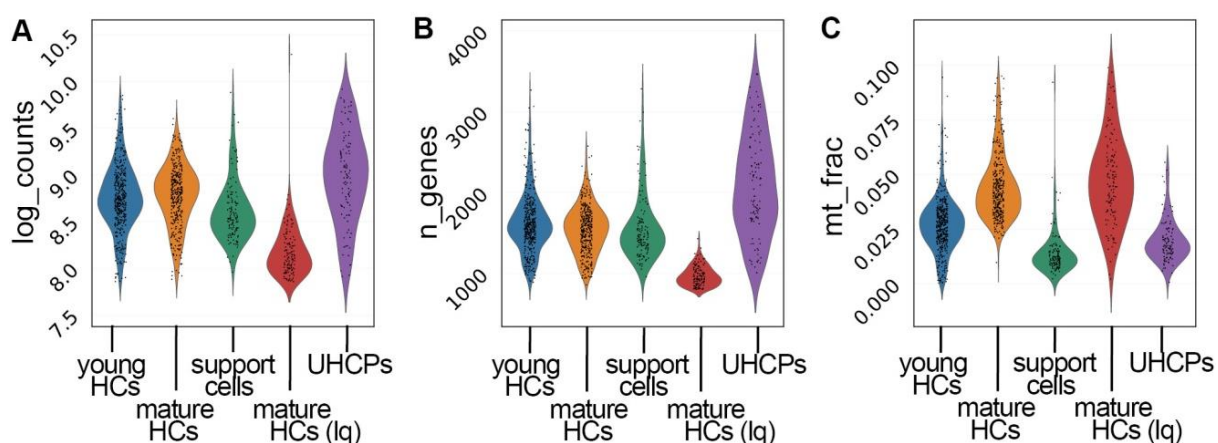 A
log_counts
10.5
10.0
9.5
9.0
8.5
8.0
7.5
young HCs
mature HCs
support cells
mature HCs (lq)
UHCPs
B
n_genes
4000
3000
2000
1000
young HCs
mature HCs
support cells
mature HCs (lq)
UHCPs
C
mt_frac
0.100
0.075
0.050
0.025
0.000
young HCs
mature HCs
support cells
mature HCs (lq)
UHCPs